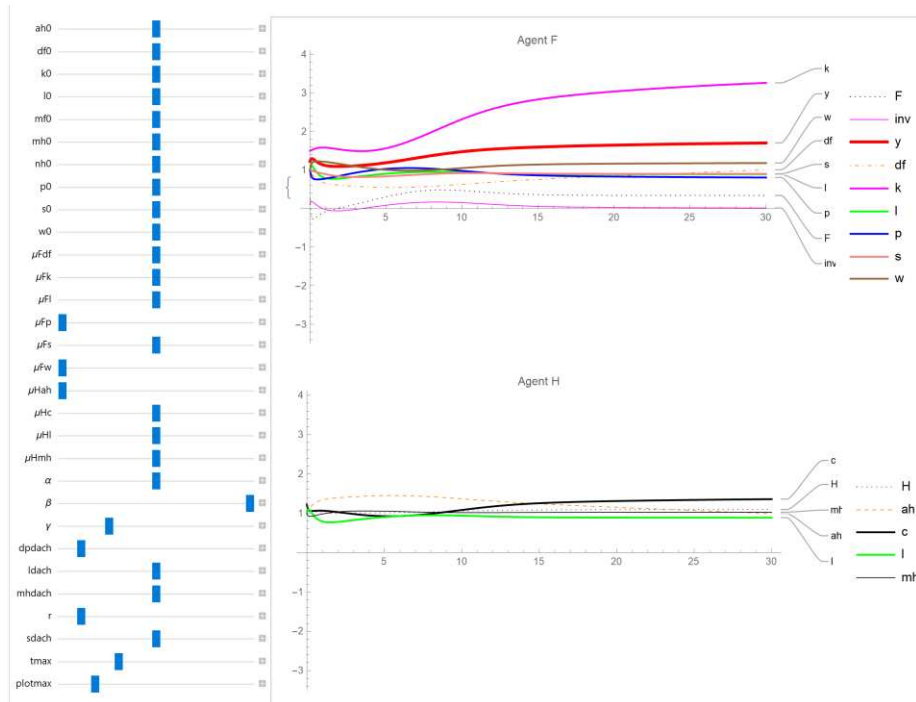 ah0
df0
k0
l0
mf0
mh0
nh0
p0
s0
w0
μFdf
μFk
μFl
μFp
μFs
μFw
μHah
μHc
μHl
μHmh
α
β
γ
dpdach
ldach
mhdach
r
sdach
tmax
plotmax
Agent F
4
3
2
1
-1
-2
-3
5
10
15
20
25
30
k
y
w
df
s
l
p
F
inv
F
inv
y
df
k
l
p
s
w
Agent H
4
3
2
1
-1
-2
-3
5
10
15
20
25
30
c
H
mh
ah
l
H
ah
c
l
mh